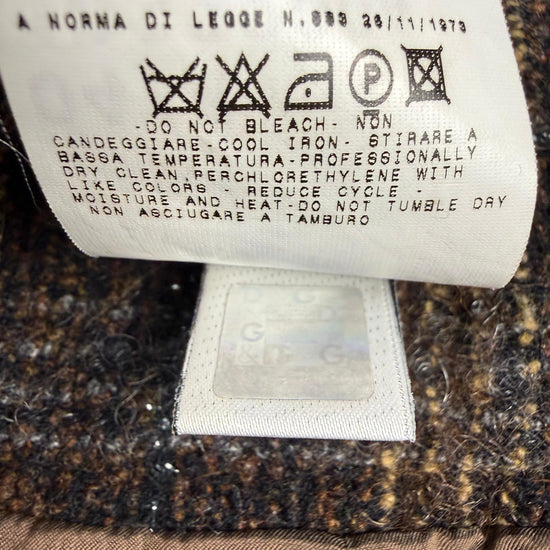 A NORMA DI LEGGE N.883 26/11/1973
P
-DO NOT BLEACH- NON
CANDEGGIARE-COOL IRON- STIRARE A
BASSA TEMPERATURA-PROFESSIONALLY
DRY CLEAN,PERCHLORETHYLENE WITH
LIKE COLORS - REDUCE CYCLE -
MOISTURE AND HEAT-DO NOT TUMBLE DRY
NON ASCIUGARE A TAMBURO
D G
G D
& G